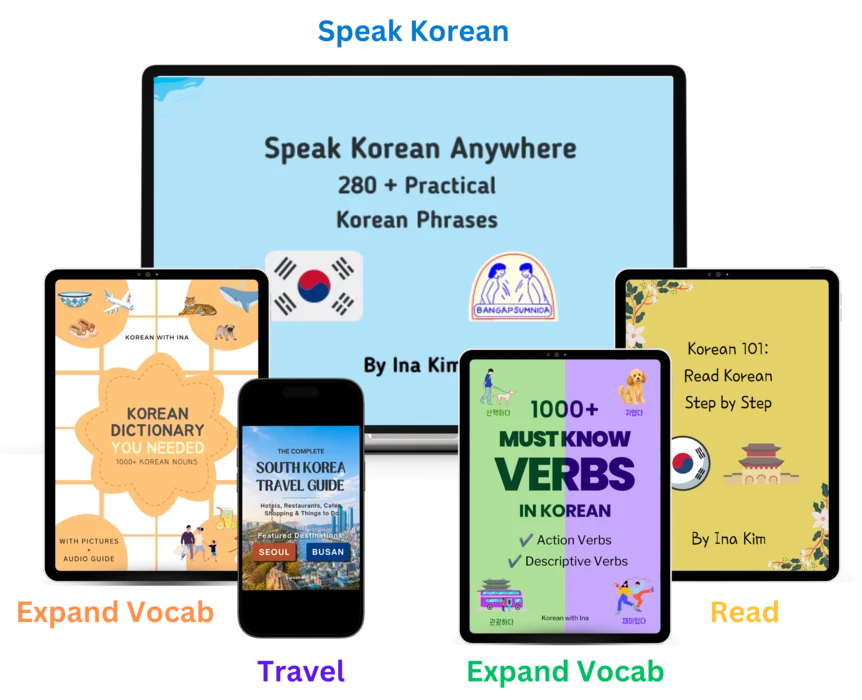 Speak Korean
Speak Korean Anywhere
280 + Practical
Korean Phrases
BANGAPSUMNIDA
By Ina Kim
KOREAN WITH INA
KOREAN
DICTIONARY
YOU NEEDED
1000+ KOREAN NOUNS
WITH PICTURES
•
AUDIO GUIDE
Expand Vocab
THE COMPLETE
SOUTH KOREA
TRAVEL GUIDE
Hotels, Restaurants, Cafes,
Shopping & Things to Do
Featured Destinations
SEOUL
BUSAN
Travel
산책하다
귀엽다
1000+
MUST KNOW
VERBS
IN KOREAN
✔ Action Verbs
✔ Descriptive Verbs
관광하다
Korean with Ina
재미있다
Expand Vocab
Korean 101:
Read Korean
Step by Step
By Ina Kim
Read